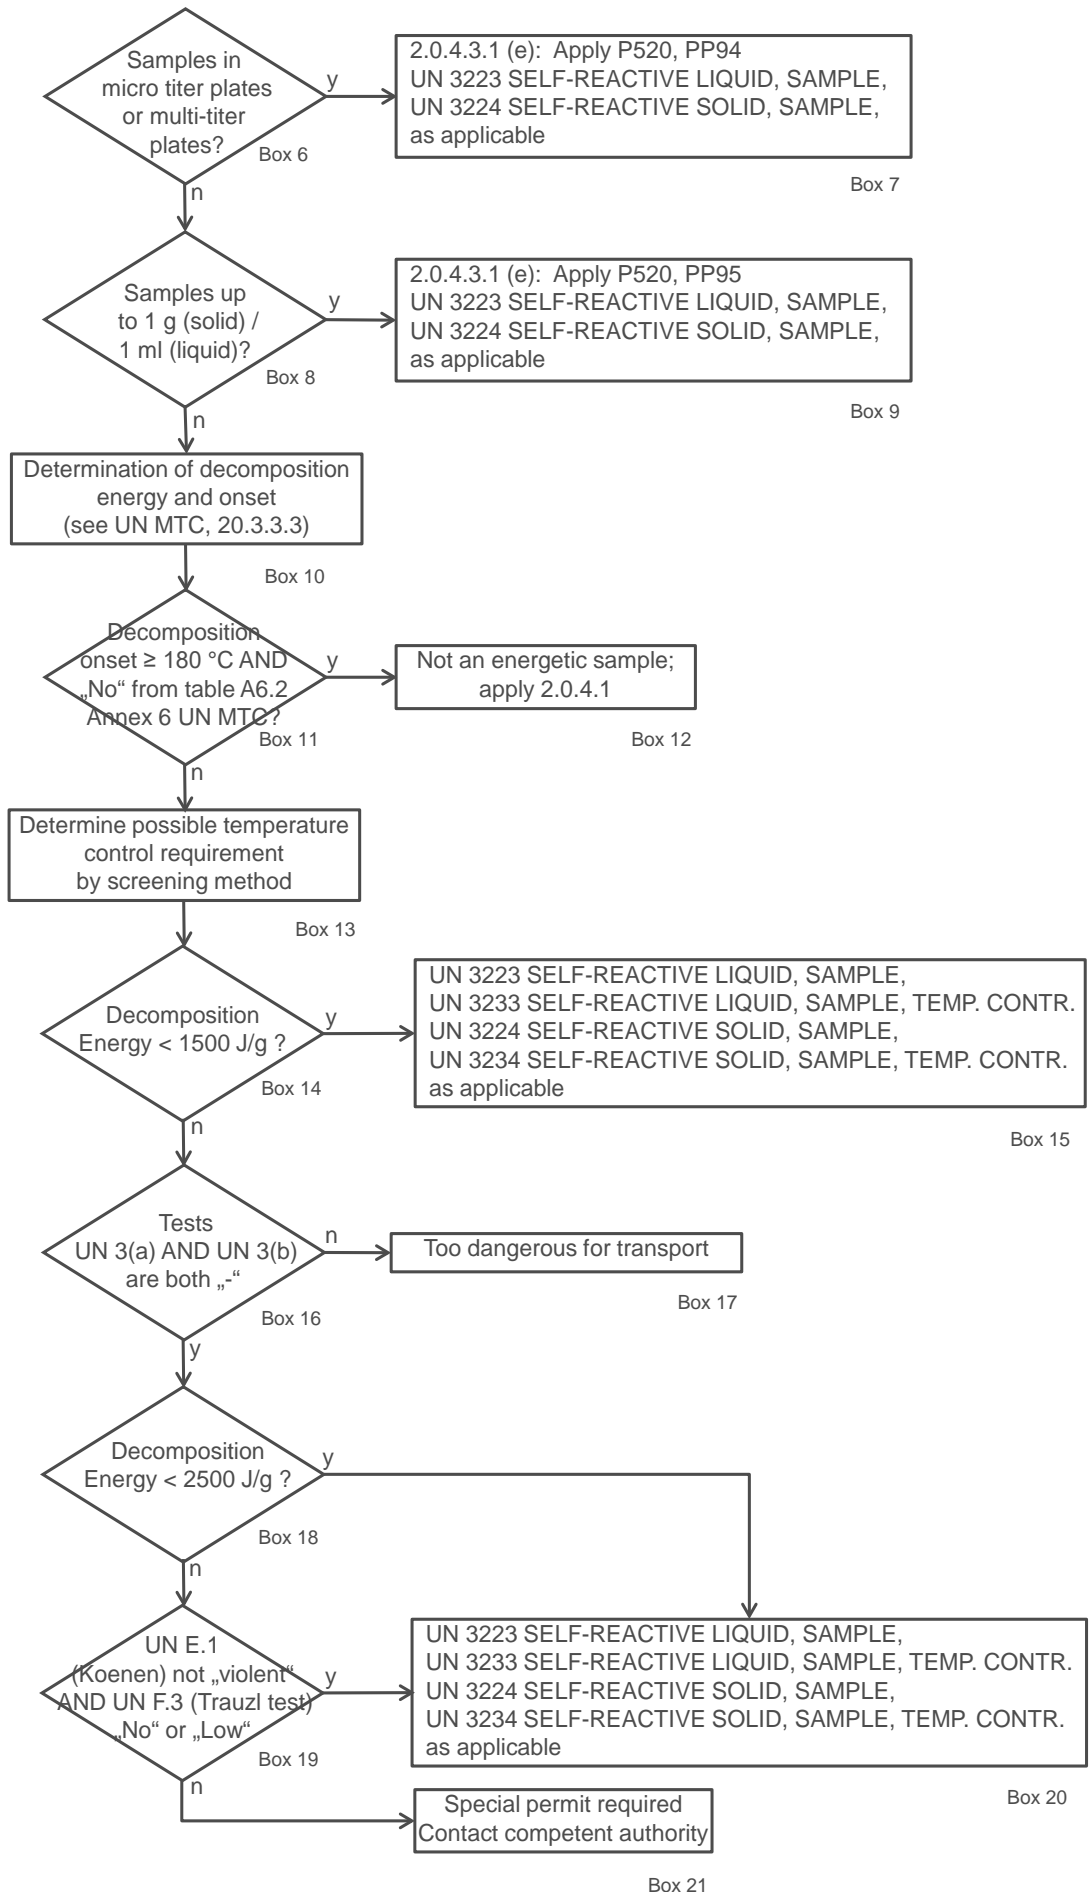 Samples in
micro titer plates
or multi-titer
plates?
Box 6
y
2.0.4.3.1 (e):  Apply P520, PP94
UN 3223 SELF-REACTIVE LIQUID, SAMPLE,
UN 3224 SELF-REACTIVE SOLID, SAMPLE,
as applicable
Box 7
n
Samples up
to 1 g (solid) /
1 ml (liquid)?
Box 8
y
2.0.4.3.1 (e):  Apply P520, PP95
UN 3223 SELF-REACTIVE LIQUID, SAMPLE,
UN 3224 SELF-REACTIVE SOLID, SAMPLE,
as applicable
Box 9
n
Determination of decomposition
energy and onset
(see UN MTC, 20.3.3.3)
Box 10
Decomposition
onset ≥ 180 °C AND
„No“ from table A6.2
Annex 6 UN MTC?
Box 11
y
Not an energetic sample;
apply 2.0.4.1
Box 12
n
Determine possible temperature
control requirement
by screening method
Box 13
Decomposition
Energy < 1500 J/g ?
Box 14
y
UN 3223 SELF-REACTIVE LIQUID, SAMPLE,
UN 3233 SELF-REACTIVE LIQUID, SAMPLE, TEMP. CONTR.
UN 3224 SELF-REACTIVE SOLID, SAMPLE,
UN 3234 SELF-REACTIVE SOLID, SAMPLE, TEMP. CONTR.
as applicable
Box 15
n
Tests
UN 3(a) AND UN 3(b)
are both „-“
Box 16
n
Too dangerous for transport
Box 17
y
Decomposition
Energy < 2500 J/g ?
Box 18
y
n
UN E.1
(Koenen) not „violent“
AND UN F.3 (Trauzl test)
„No“ or „Low“
Box 19
y
UN 3223 SELF-REACTIVE LIQUID, SAMPLE,
UN 3233 SELF-REACTIVE LIQUID, SAMPLE, TEMP. CONTR.
UN 3224 SELF-REACTIVE SOLID, SAMPLE,
UN 3234 SELF-REACTIVE SOLID, SAMPLE, TEMP. CONTR.
as applicable
Box 20
n
Special permit required
Contact competent authority
Box 21